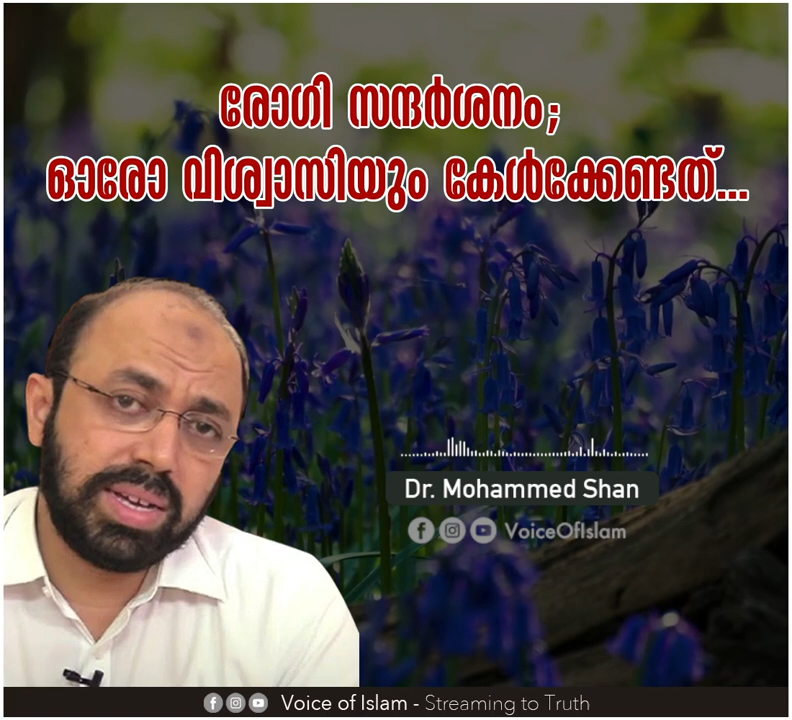 രോഗി സന്ദർശനം;
ഓരോ വിശ്വാസിയും കേൾക്കേണ്ടത്...
Dr. Mohammed Shan
VoiceOfIslam
Voice of Islam - Streaming to Truth